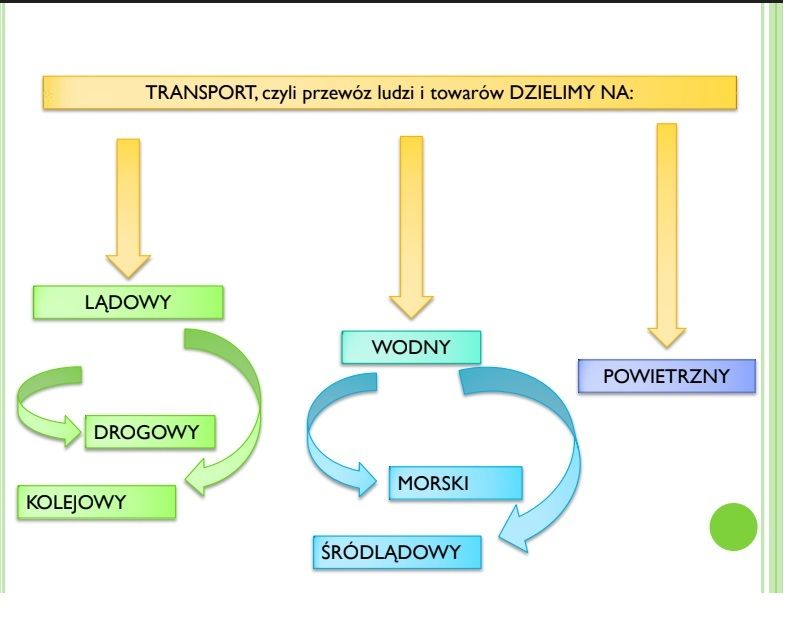 TRANSPORT, czyli przewóz ludzi i towarów DZIELIMY NA:
LĄDOWY
WODNY
POWIETRZNY
DROGOWY
MORSKI
KOLEJOWY
ŚRÓDLĄDOWY